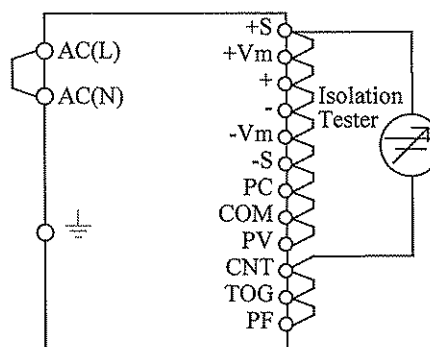 AC(L)
AC(N)
+S
+Vm
+
-
-Vm
-S
PC
COM
PV
CNT
TOG
PF
Isolation
Tester